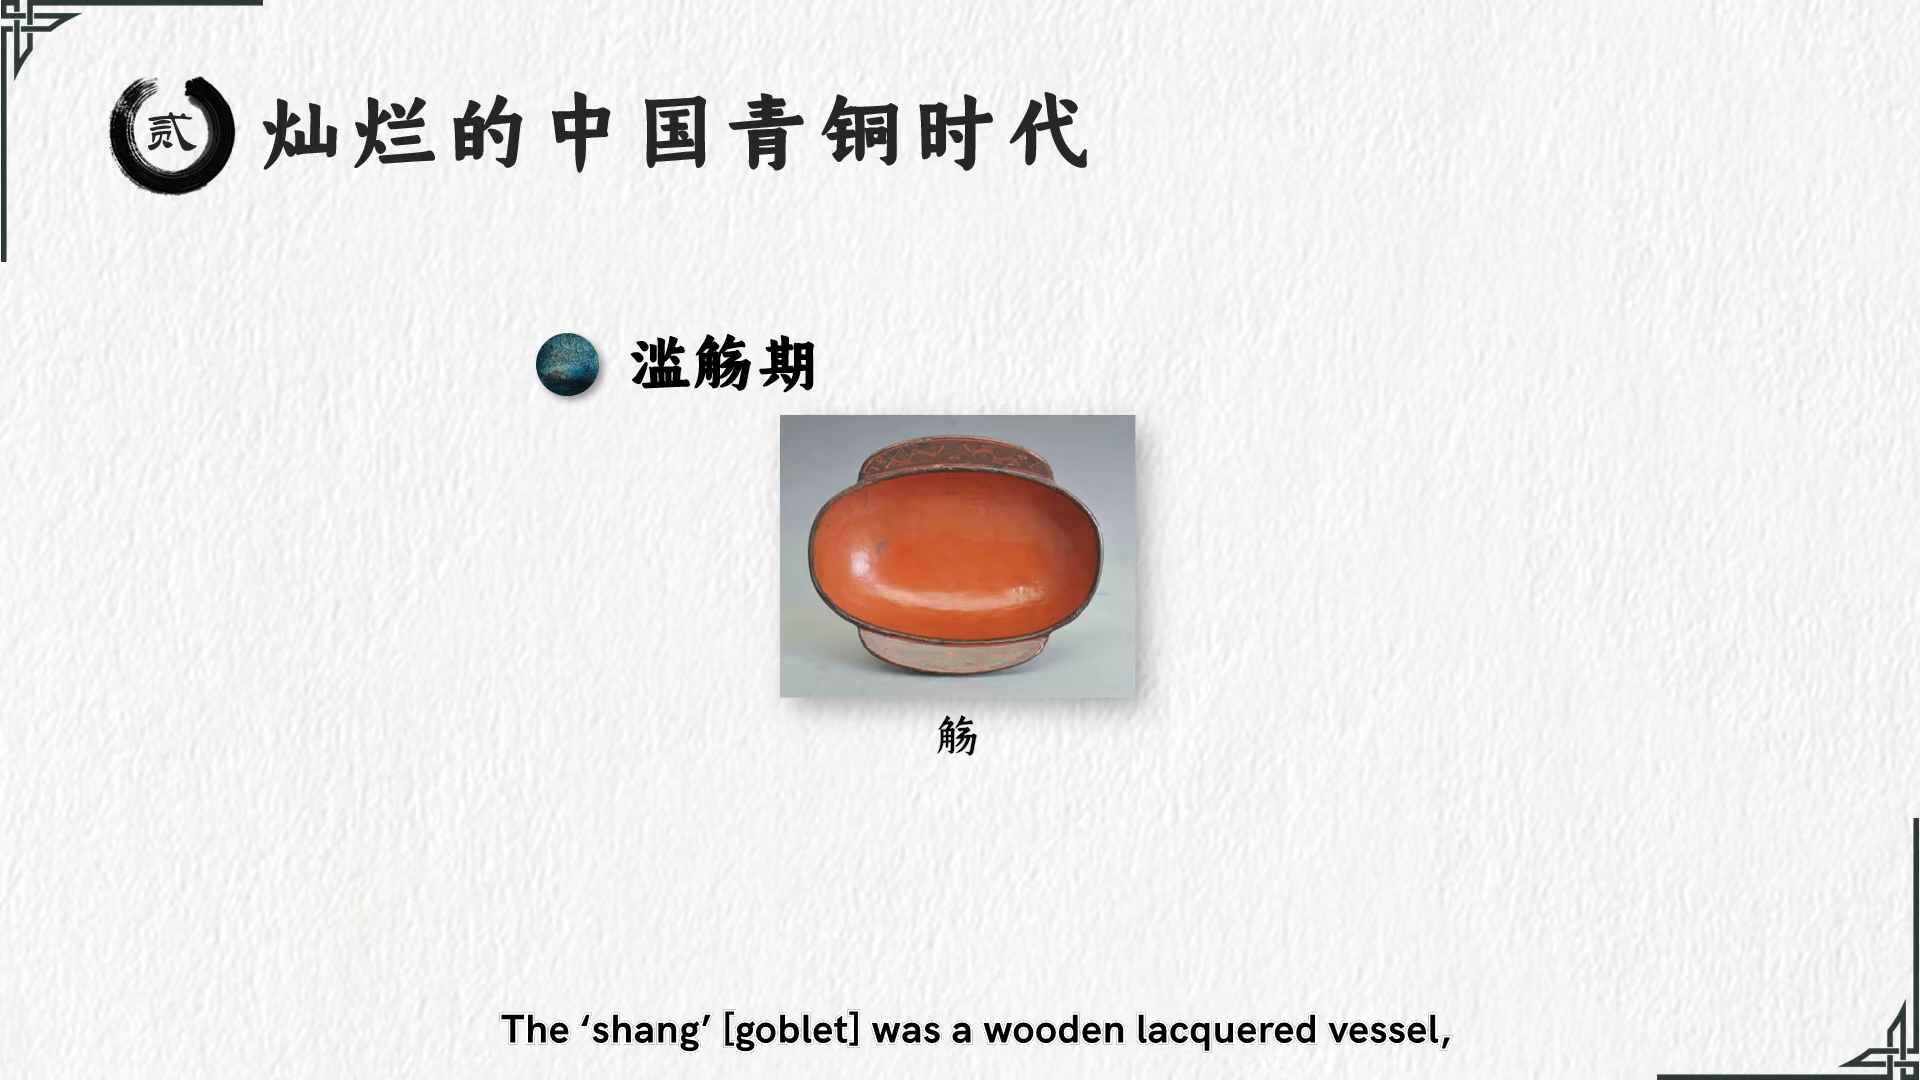 贰
灿烂的中国青铜时代
滥觞期
觞
The ‘shang’ [goblet] was a wooden lacquered vessel,